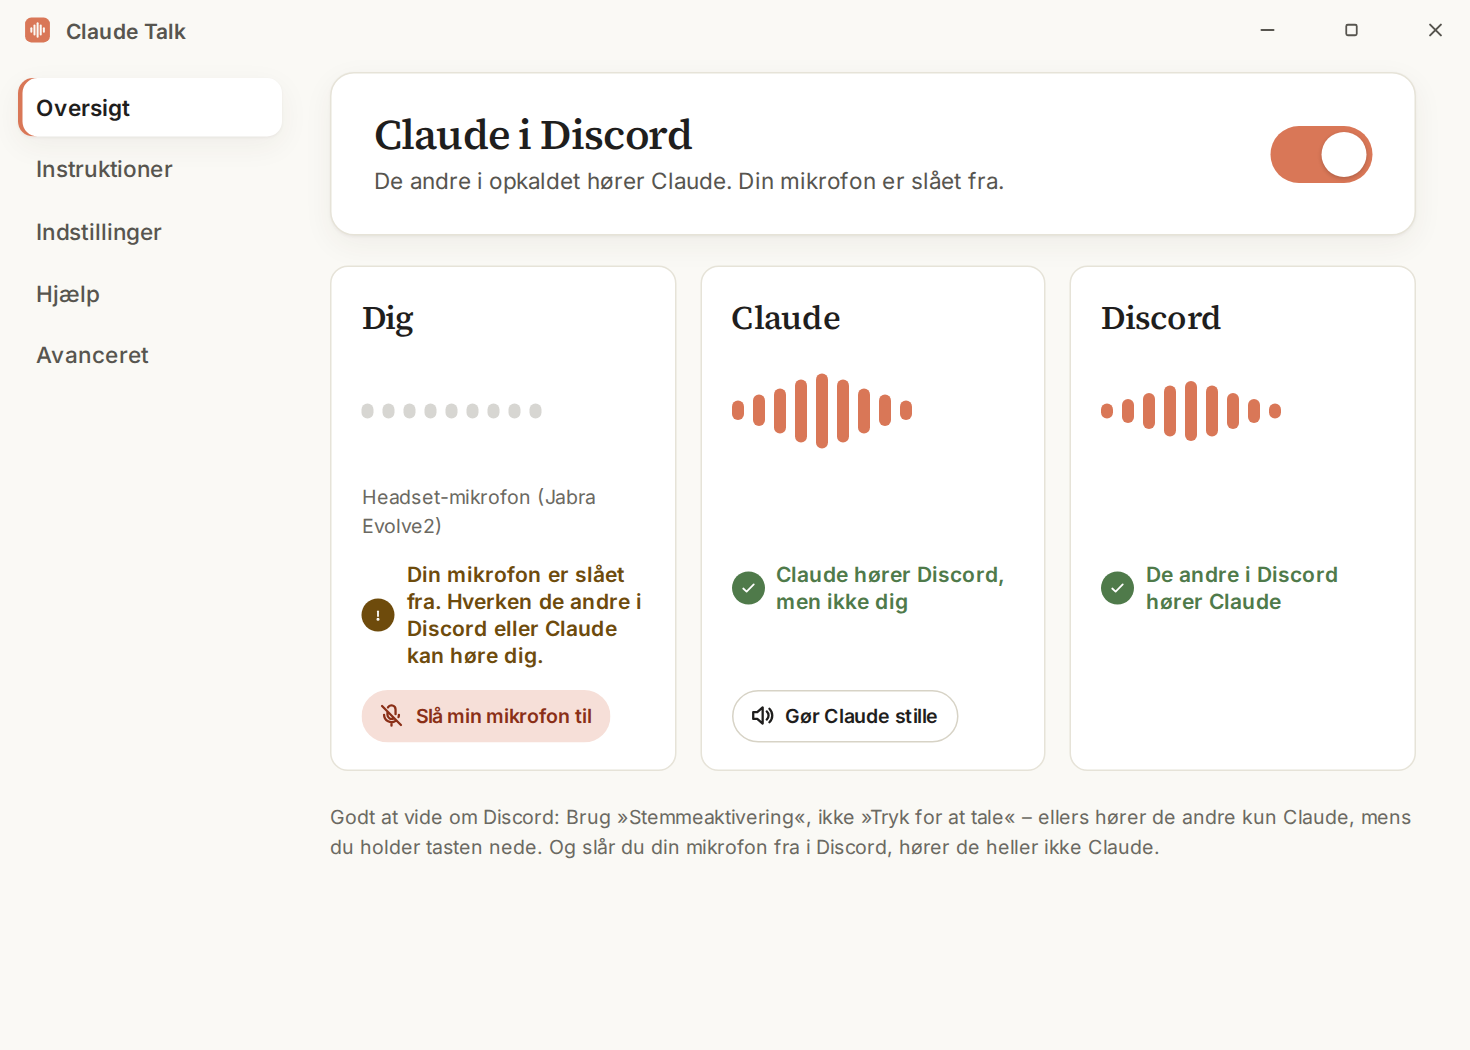 Claude Talk
Oversigt
Instruktioner
Indstillinger
Hjælp
Avanceret
Claude i Discord
De andre i opkaldet hører Claude. Din mikrofon er slået fra.
Dig
Headset-mikrofon (Jabra
Evolve2)
Din mikrofon er slået
fra. Hverken de andre i
Discord eller Claude
kan høre dig.
Slå min mikrofon til
Claude
Claude hører Discord,
men ikke dig
Gør Claude stille
Discord
De andre i Discord
hører Claude
Godt at vide om Discord: Brug »Stemmeaktivering«, ikke »Tryk for at tale« – ellers hører de andre kun Claude, mens
du holder tasten nede. Og slår du din mikrofon fra i Discord, hører de heller ikke Claude.